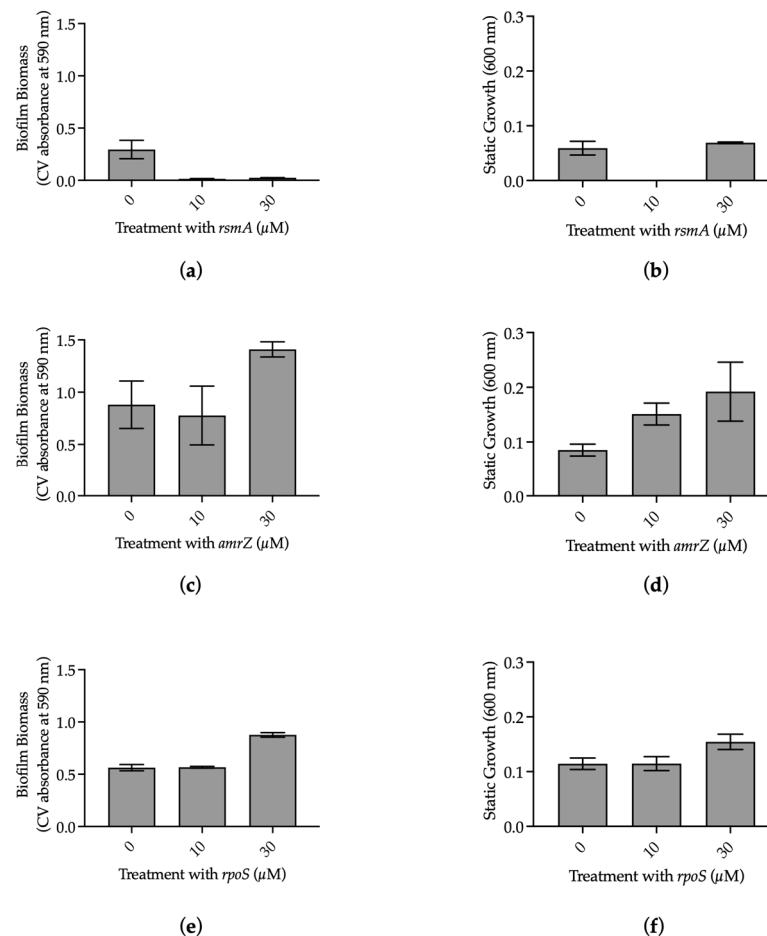 Biofilm Biomass
(CV absorbance at 590 nm)
1.5
1.0
0.5
0.0
0
10
30
Treatment with rsmA (µM)
(a)
Static Growth (600 nm)
0.3
0.2
0.1
0.0
0
10
30
Treatment with rsmA (µM)
(b)
Biofilm Biomass
(CV absorbance at 590 nm)
1.5
1.0
0.5
0.0
0
10
30
Treatment with amrZ (µM)
(c)
Static Growth (600 nm)
0.3
0.2
0.1
0.0
0
10
30
Treatment with amrZ (µM)
(d)
Biofilm Biomass
(CV absorbance at 590 nm)
1.5
1.0
0.5
0.0
0
10
30
Treatment with rpoS (µM)
(e)
Static Growth (600 nm)
0.3
0.2
0.1
0.0
0
10
30
Treatment with rpoS (µM)
(f)